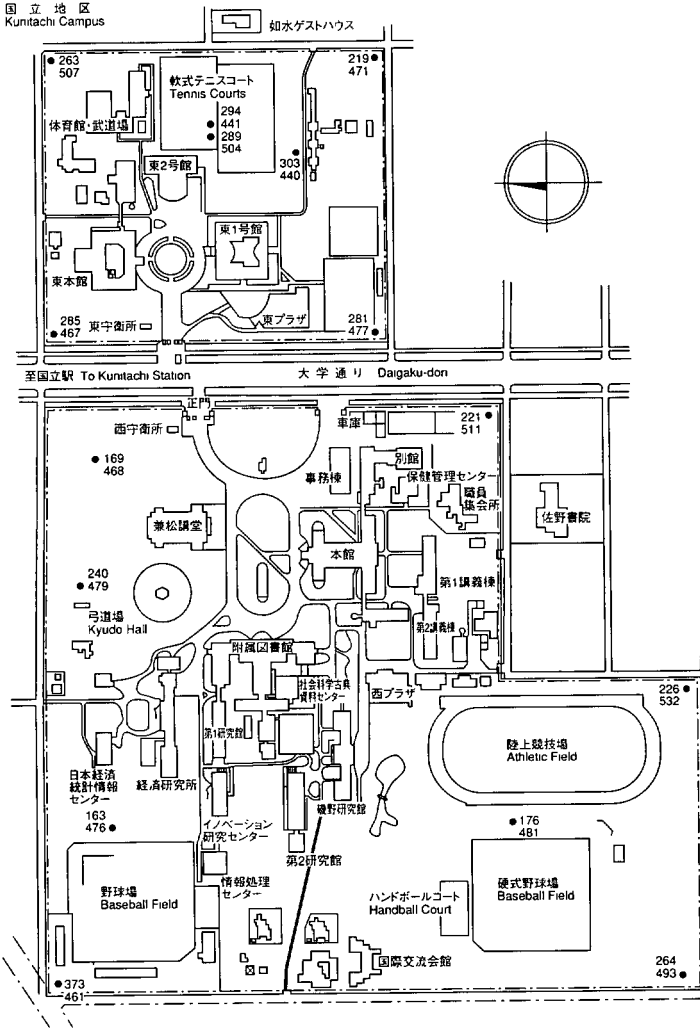 国立地区
Kunitachi Campus
如水ゲストハウス
263
507
219
471
軟式テニスコート
Tennis Courts
294
441
289
504
体育館・武道場
303
440
東2号館
東1号館
東本館
285
467
東守衛所
東プラザ
281
477
至国立駅 To Kunitachi Station
大学通り Daigaku-dori
正門
西守衛所
車庫
221
511
169
468
事務棟
別館
保健管理センター
職員
集会所
佐野書院
兼松講堂
本館
240
479
第1講義棟
弓道場
Kyudo Hall
第2講義棟
附属図書館
社会科学古典
資料センター
西プラザ
226
532
第1研究館
陸上競技場
Athletic Field
日本経済
統計情報
センター
経済研究所
磯野研究館
163
476
イノベーション
研究センター
176
481
第2研究館
情報処理
センター
野球場
Baseball Field
ハンドボールコート
Handball Court
硬式野球場
Baseball Field
国際交流会館
264
493
373
461